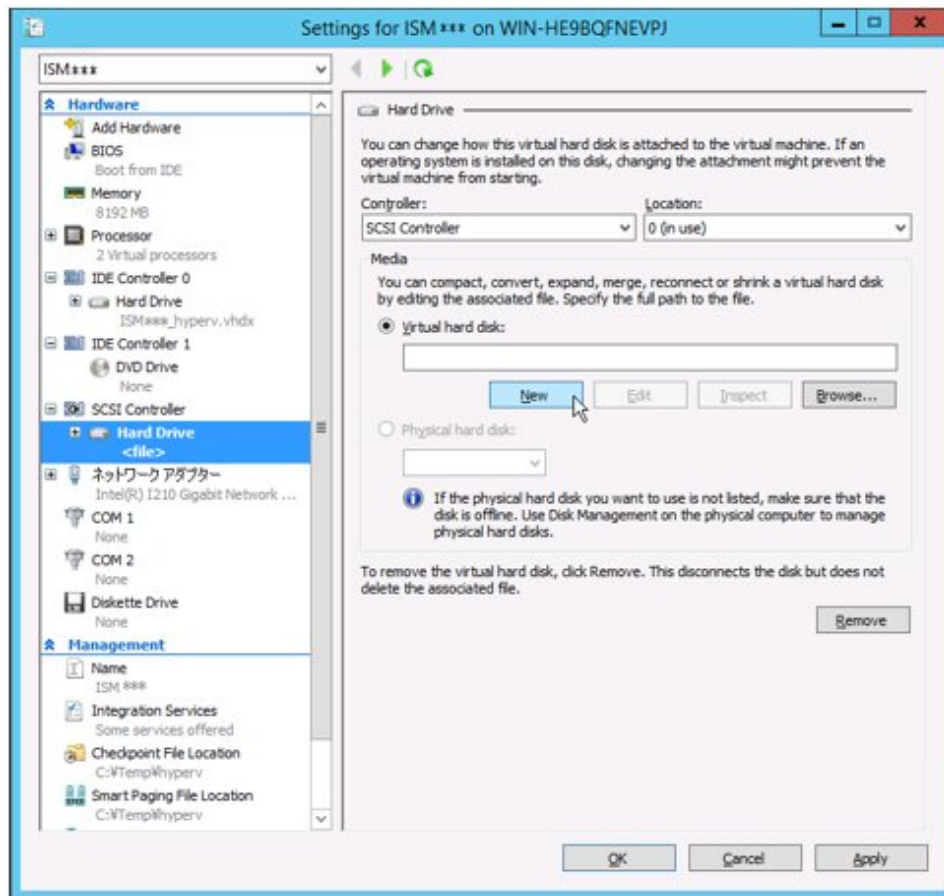 Settings for ISM*** on WIN-HE9BQFNEVPJ
ISM***
Hardware
Add Hardware
BIOS
Boot from IDE
Memory
8192 MB
Processor
2 Virtual processors
IDE Controller 0
Hard Drive
ISM***_hyperv.vhdx
IDE Controller 1
DVD Drive
None
SCSI Controller
Hard Drive
<file>
ネットワーク アダプター
Intel(R) I210 Gigabit Network ...
COM 1
None
COM 2
None
Diskette Drive
None
Management
Name
ISM ***
Integration Services
Some services offered
Checkpoint File Location
C:¥Temp¥hyperv
Smart Paging File Location
C:¥Temp¥hyperv
Hard Drive
You can change how this virtual hard disk is attached to the virtual machine. If an
operating system is installed on this disk, changing the attachment might prevent the
virtual machine from starting.
Controller:
Location:
SCSI Controller
0 (in use)
Media
You can compact, convert, expand, merge, reconnect or shrink a virtual hard disk
by editing the associated file. Specify the full path to the file.
Virtual hard disk:
New
Edit
Inspect
Browse...
Physical hard disk:
If the physical hard disk you want to use is not listed, make sure that the
disk is offline. Use Disk Management on the physical computer to manage
physical hard disks.
To remove the virtual hard disk, click Remove. This disconnects the disk but does not
delete the associated file.
Remove
OK
Cancel
Apply